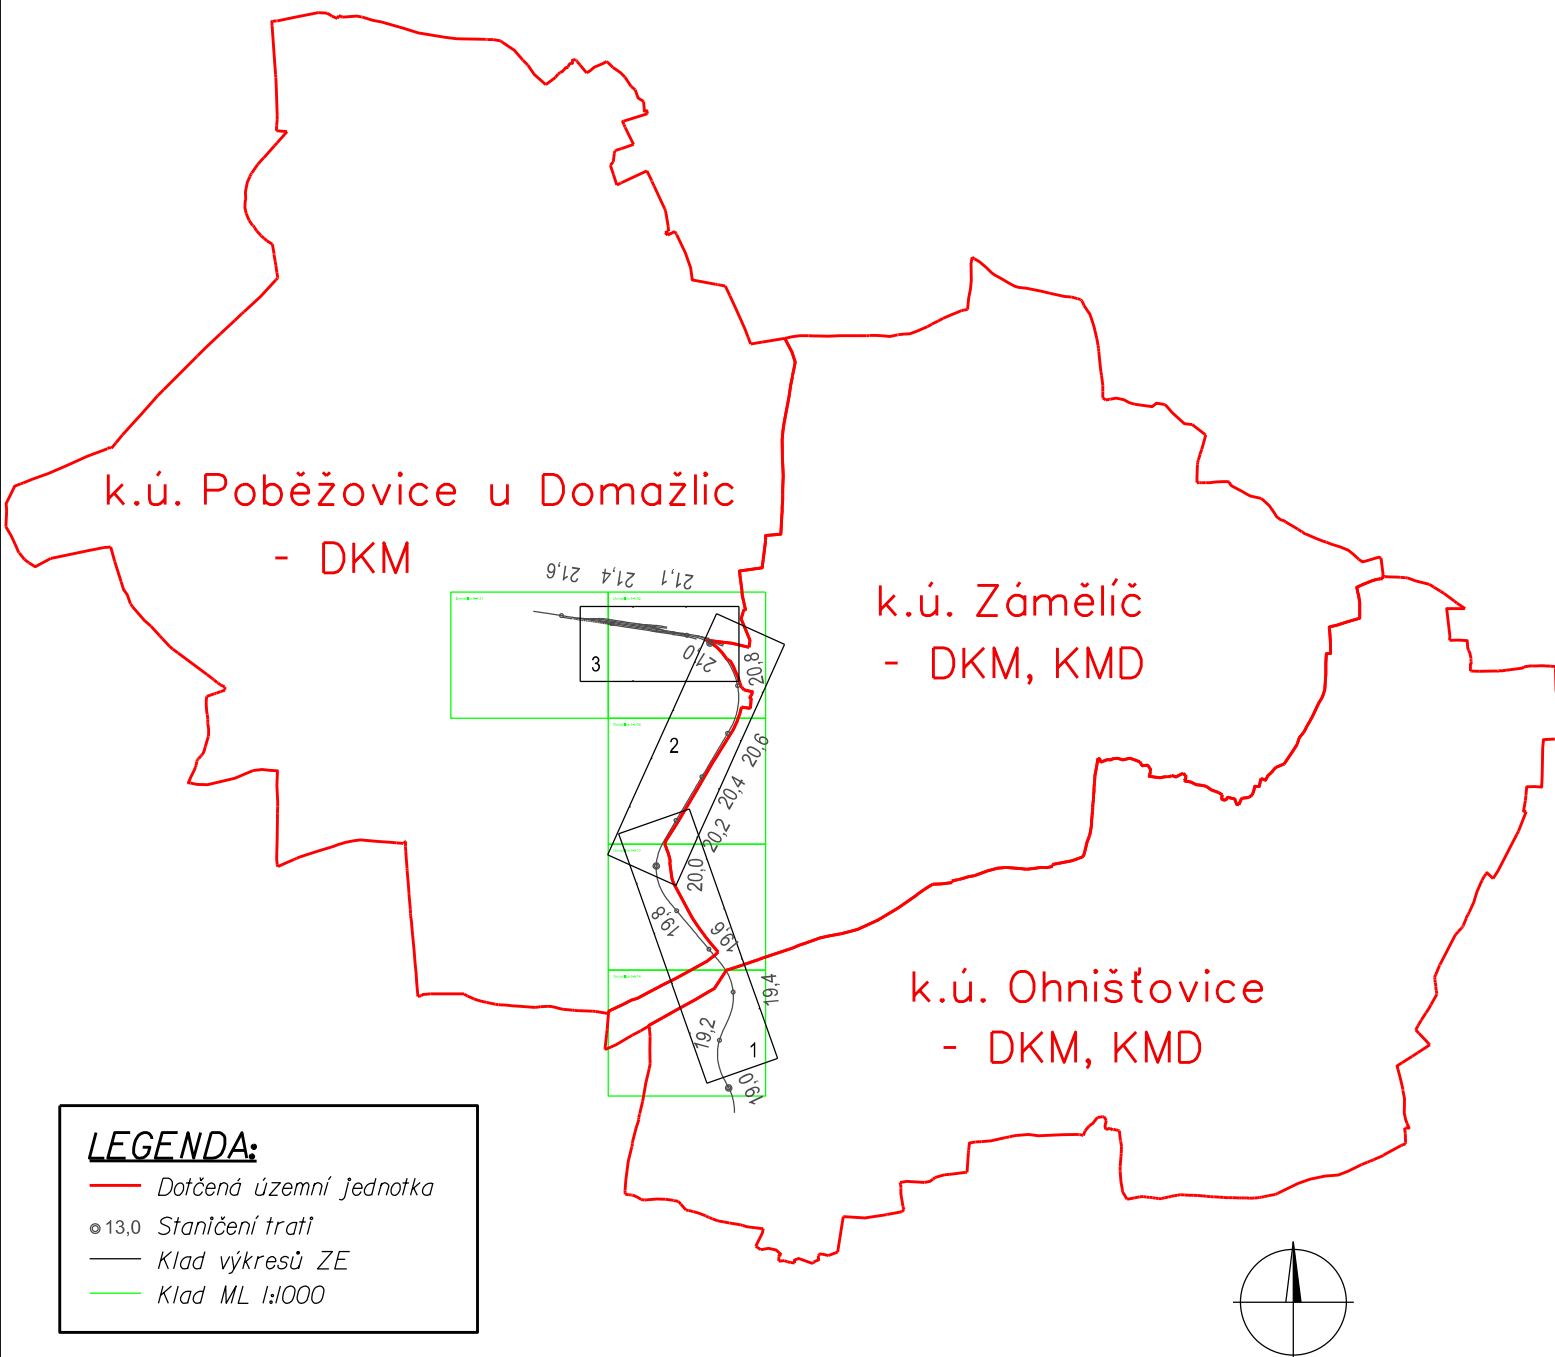 k.ú. Poběžovice u Domažlic
- DKM
21,6
21,4
21,1
k.ú. Zámělíč
- DKM, KMD
3
21,0
20,8
2
20,6
20,4
20,2
20,0
19,8
19,6
19,4
19,2
1
19,0
k.ú. Ohnišťovice
- DKM, KMD
LEGENDA:
Dotčená územní jednotka
13,0 Staničení trati
Klad výkresů ZE
Klad ML 1:1000